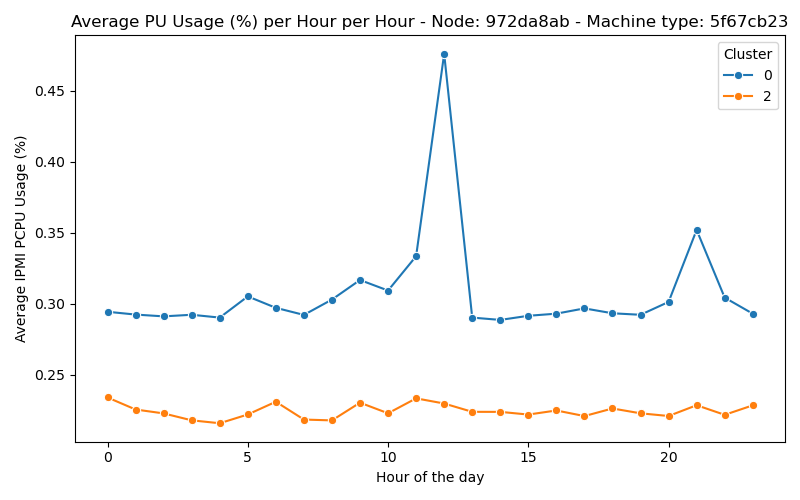 Average PU Usage (%) per Hour per Hour - Node: 972da8ab - Machine type: 5f67cb23
Cluster
0
2
Average IPMI PCPU Usage (%)
0.45
0.40
0.35
0.30
0.25
0 5 10 15 20
Hour of the day